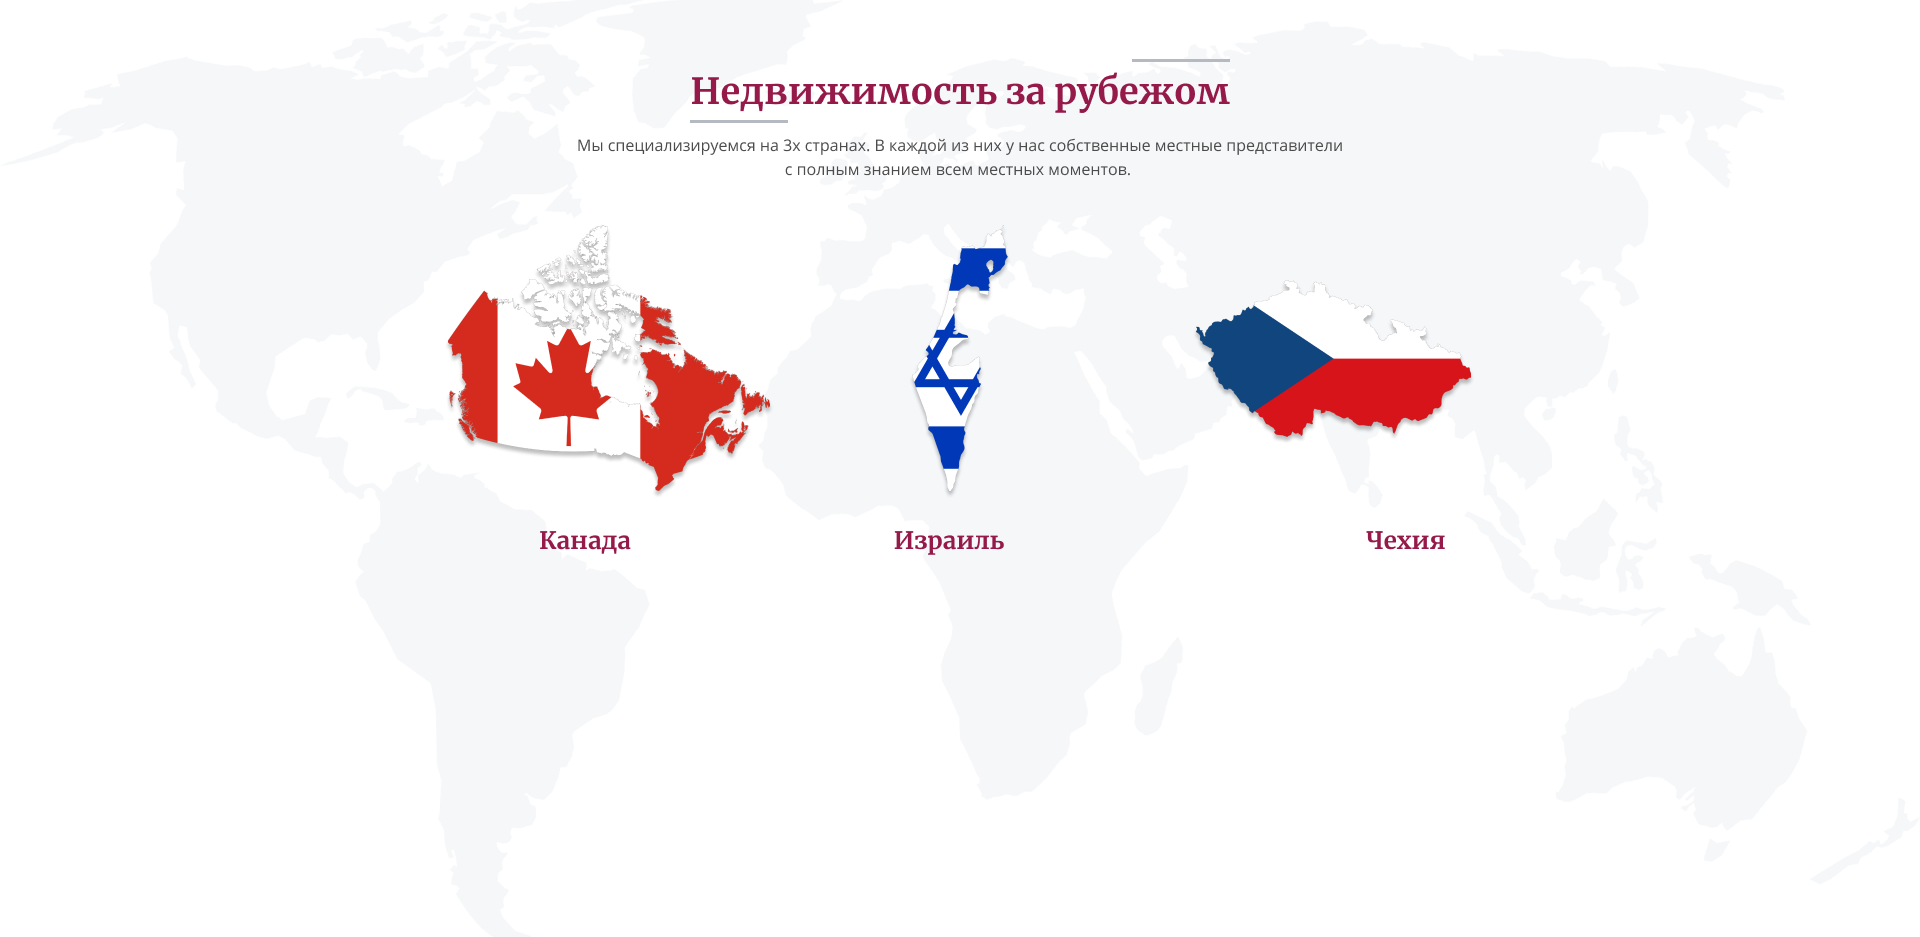 Недвижимость за рубежом
Мы специализируемся на 3х странах. В каждой из них у нас собственные местные представители
с полным знанием всем местных моментов.
Канада
Израиль
Чехия